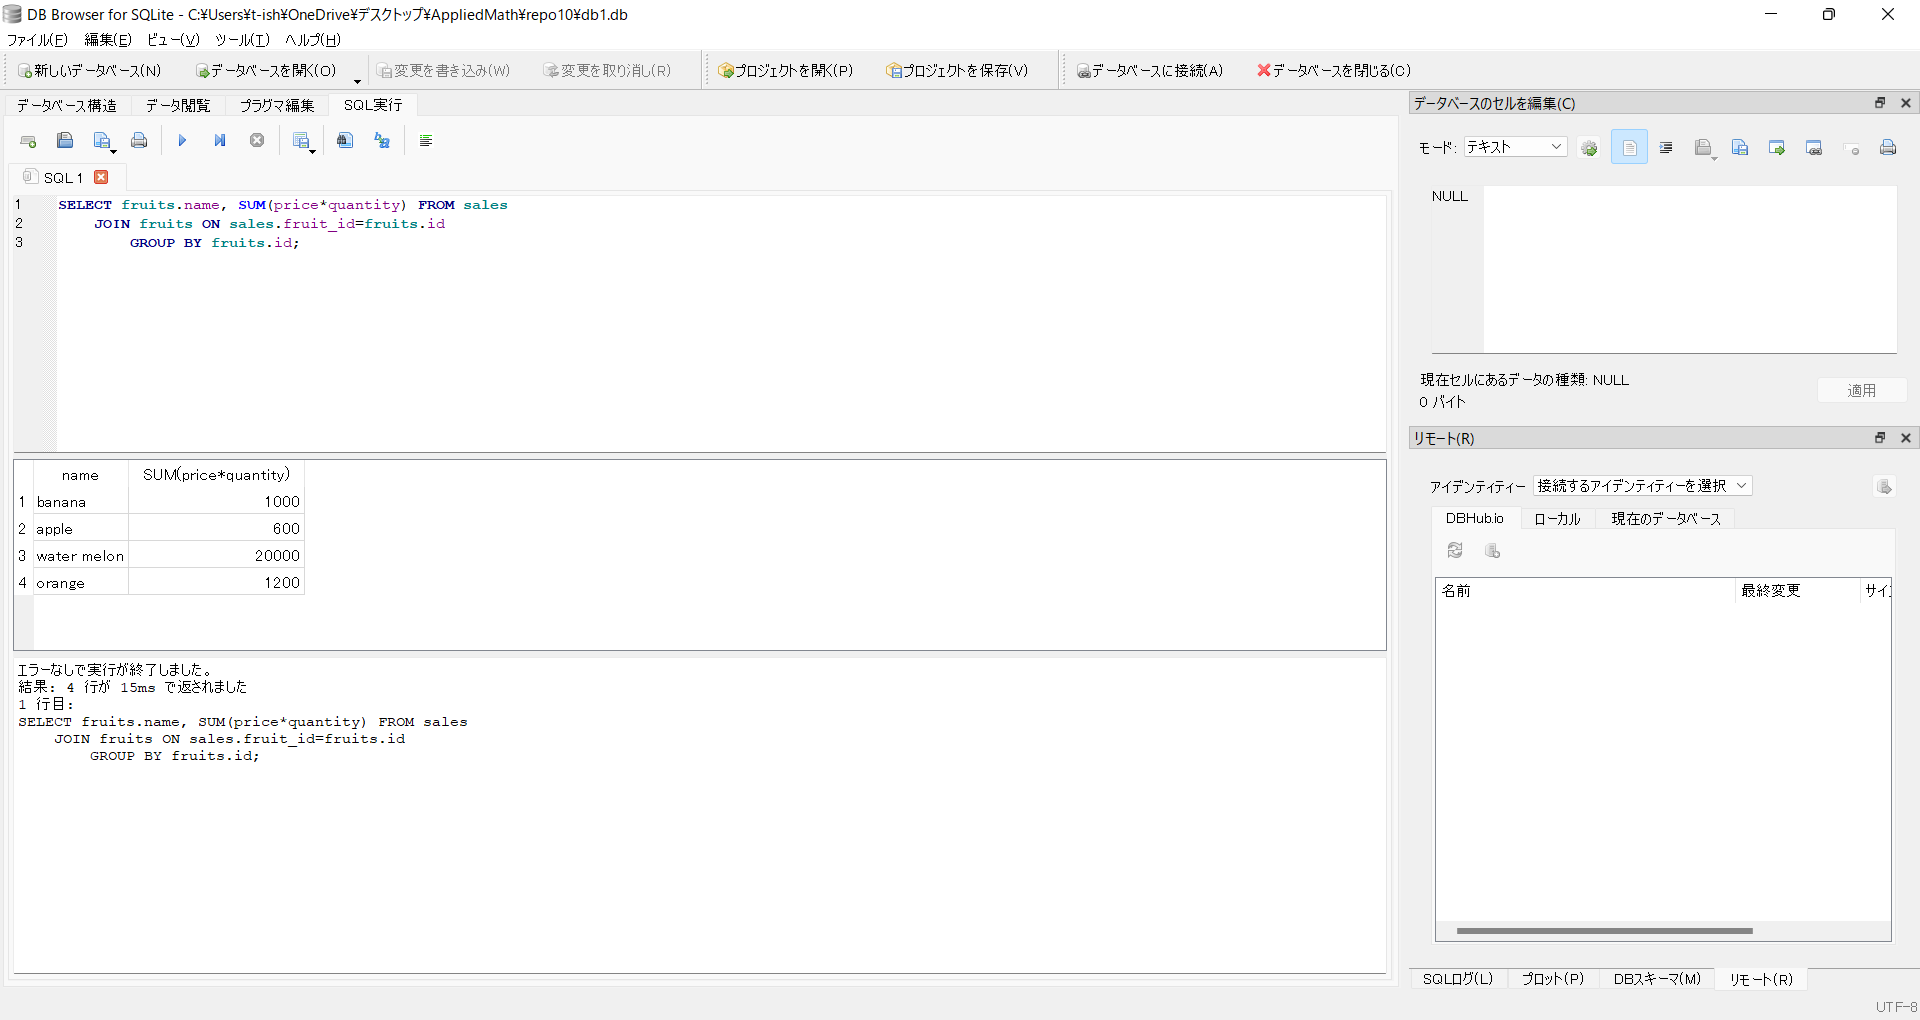 DB Browser for SQLite - C:¥Users¥t-ish¥OneDrive¥デスクトップ¥AppliedMath¥repo10¥db1.db
ファイル(F) 編集(E) ビュー(V) ツール(T) ヘルプ(H)
新しいデータベース(N) データベースを開く(O) 変更を書き込み(W) 変更を取り消し(R) プロジェクトを開く(P) プロジェクトを保存(V) データベースに接続(A) データベースを閉じる(C)
データベース構造 データ閲覧 プラグマ編集 SQL実行
SQL 1
1 SELECT fruits.name, SUM(price*quantity) FROM sales
2 JOIN fruits ON sales.fruit_id=fruits.id
3 GROUP BY fruits.id;
name SUM(price*quantity)
1 banana 1000
2 apple 600
3 water melon 20000
4 orange 1200
エラーなしで実行が終了しました。
結果: 4 行が 15ms で返されました
1 行目:
SELECT fruits.name, SUM(price*quantity) FROM sales
JOIN fruits ON sales.fruit_id=fruits.id
GROUP BY fruits.id;
データベースのセルを編集(C)
モード: テキスト
NULL
現在セルにあるデータの種類: NULL
0 バイト
適用
リモート(R)
アイデンティティー 接続するアイデンティティーを選択
DBHub.io ローカル 現在のデータベース
名前 最終変更
SQLログ(L) プロット(P) DBスキーマ(M) リモート(R)
UTF-8